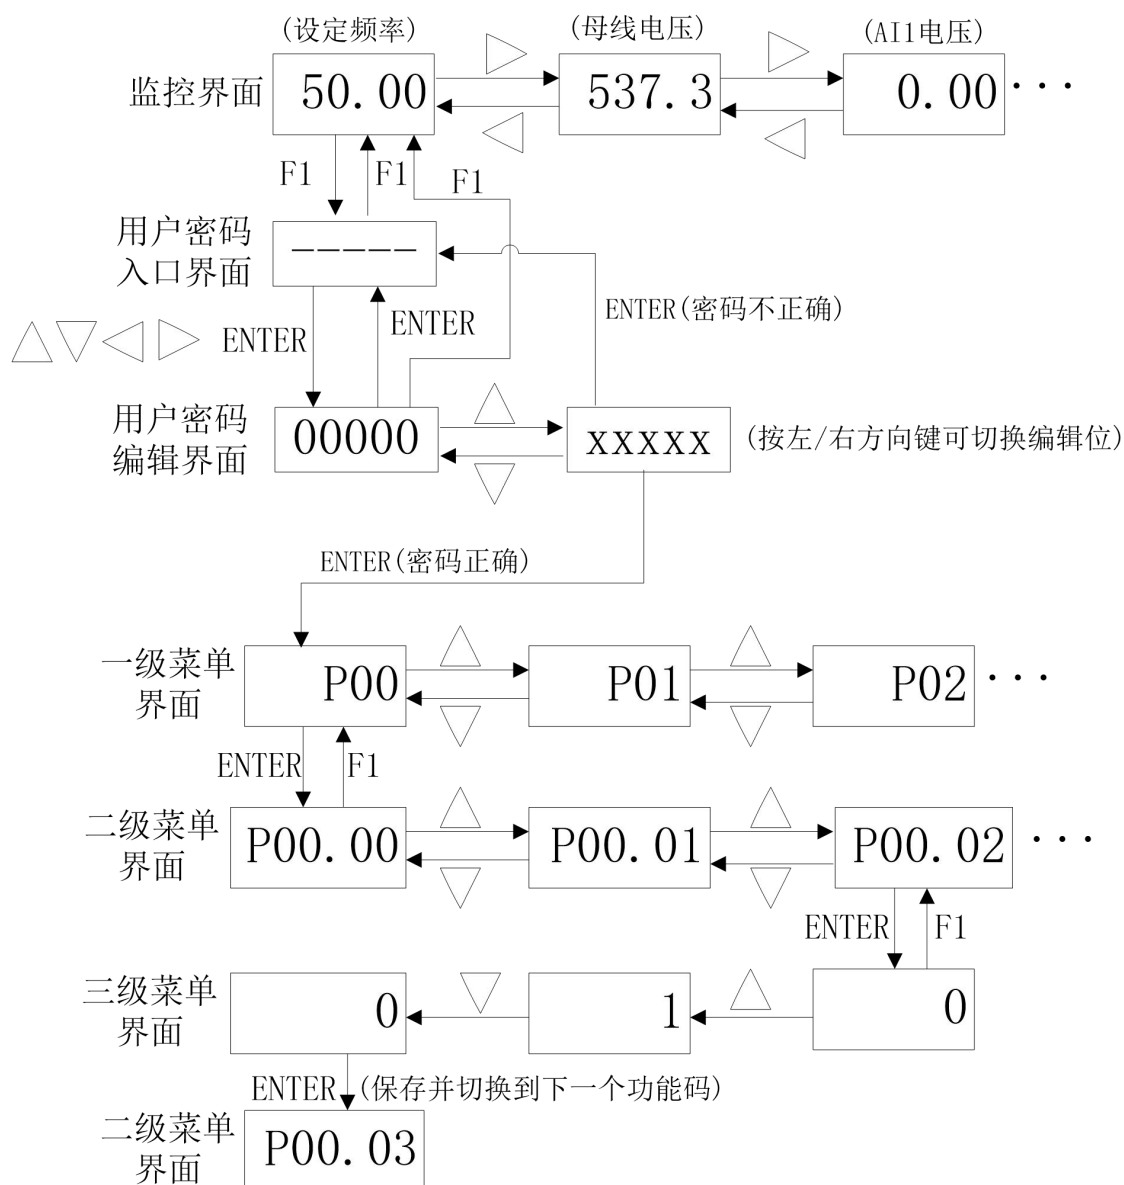 (设定频率)
(母线电压)
(AI1电压)
监控界面
50.00
537.3
0.00
···
F1
F1
F1
用户密码
入口界面
-----
ENTER
ENTER
ENTER(密码不正确)
用户密码
编辑界面
00000
xxxxx
(按左/右方向键可切换编辑位)
ENTER(密码正确)
一级菜单
界面
P00
P01
P02
···
ENTER
F1
二级菜单
界面
P00.00
P00.01
P00.02
···
ENTER
F1
三级菜单
界面
0
1
0
ENTER
(保存并切换到下一个功能码)
二级菜单
界面
P00.03